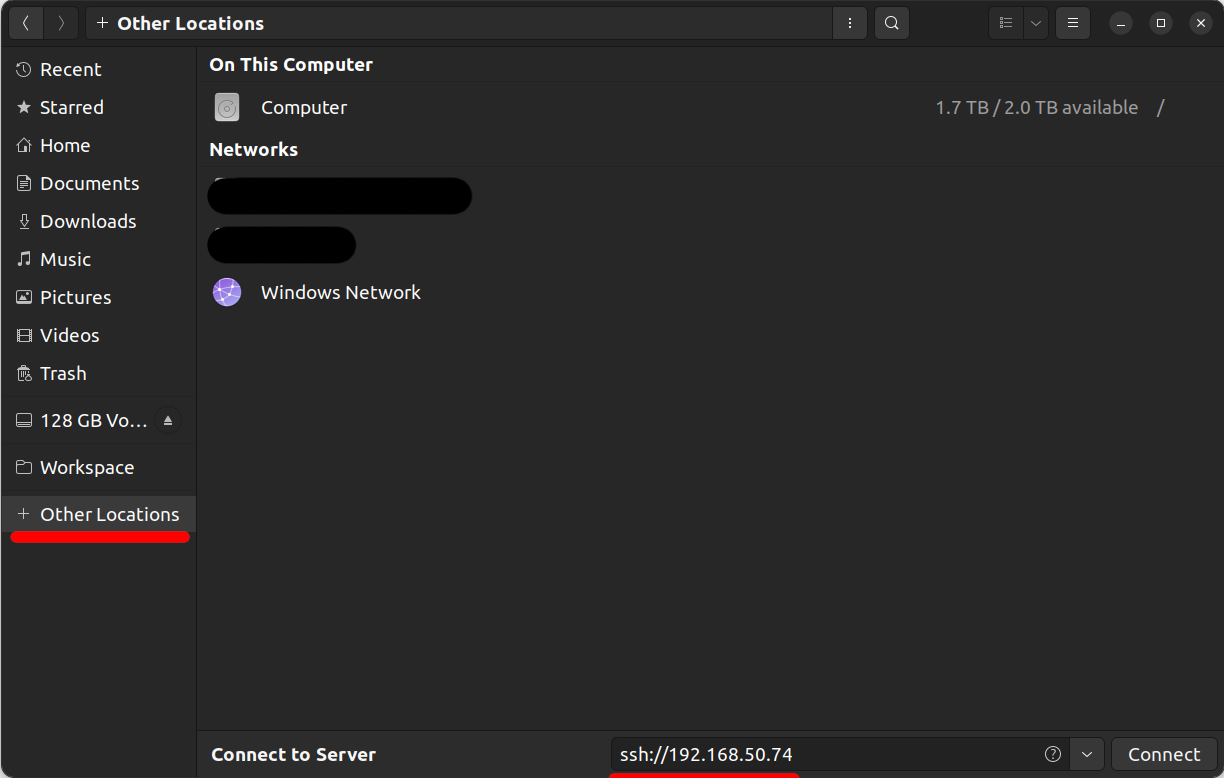 Other Locations
Recent
Starred
Home
Documents
Downloads
Music
Pictures
Videos
Trash
128 GB Vo...
Workspace
Other Locations
On This Computer
Computer 1.7 TB / 2.0 TB available /
Networks
Windows Network
Connect to Server ssh://192.168.50.74 Connect